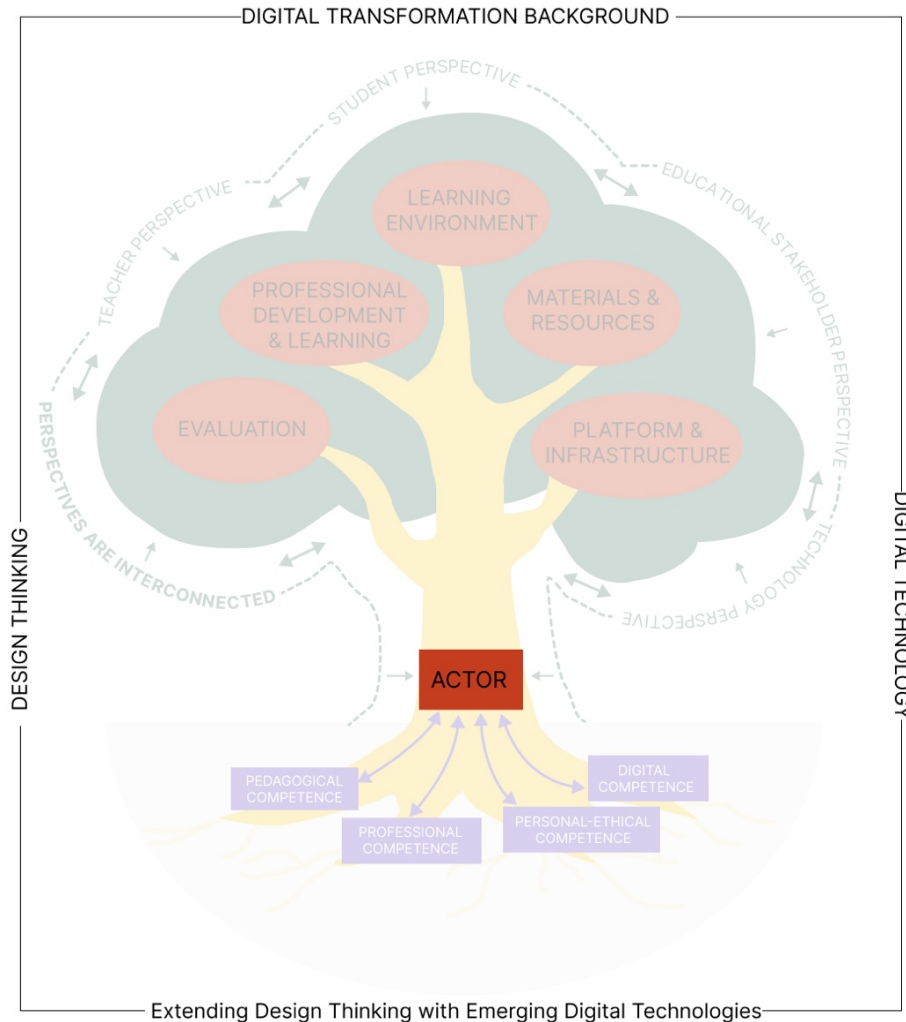 DIGITAL TRANSFORMATION BACKGROUND
STUDENT PERSPECTIVE
TEACHER PERSPECTIVE
EDUCATIONAL STAKEHOLDER PERSPECTIVE
LEARNING
ENVIRONMENT
PROFESSIONAL
DEVELOPMENT
& LEARNING
MATERIALS &
RESOURCES
EVALUATION
PLATFORM &
INFRASTRUCTURE
PERSPECTIVES ARE INTERCONNECTED
TECHNOLOGY PERSPECTIVE
DESIGN THINKING
DIGITAL TECHNOLOGY
ACTOR
PEDAGOGICAL
COMPETENCE
PROFESSIONAL
COMPETENCE
PERSONAL-ETHICAL
COMPETENCE
DIGITAL
COMPETENCE
Extending Design Thinking with Emerging Digital Technologies